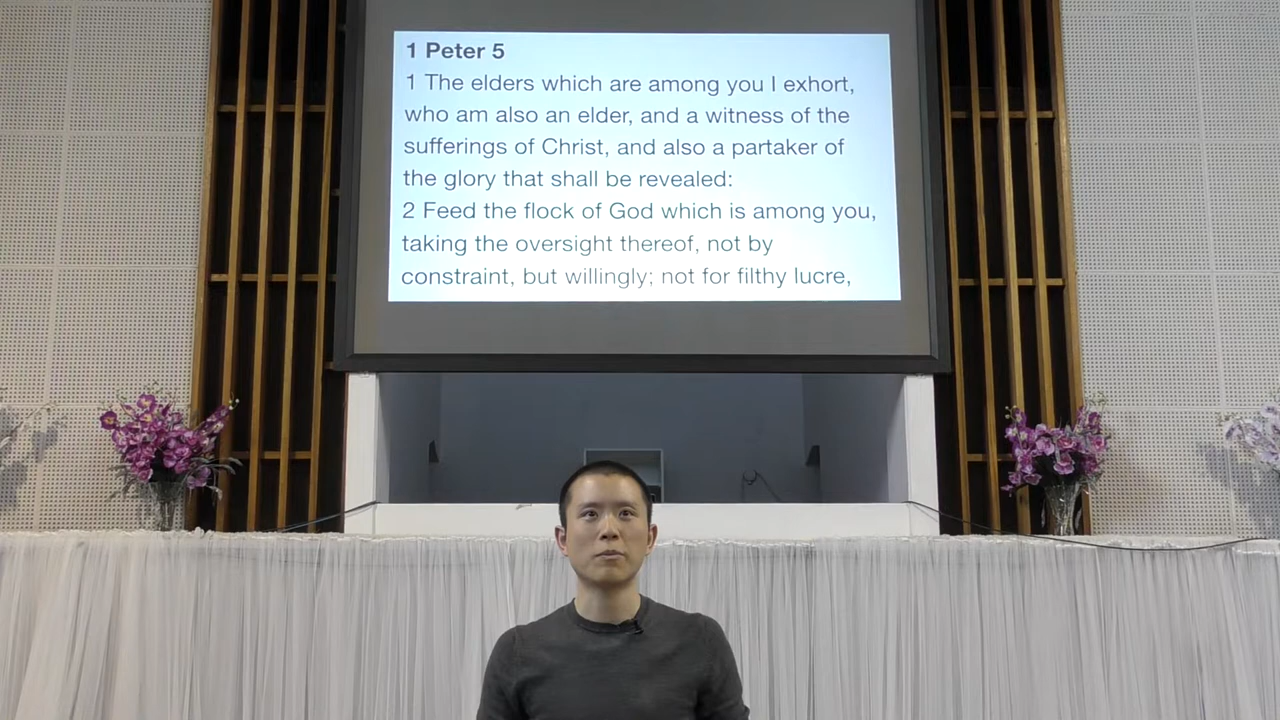 1 Peter 5
1 The elders which are among you I exhort,
who am also an elder, and a witness of the
sufferings of Christ, and also a partaker of
the glory that shall be revealed:
2 Feed the flock of God which is among you,
taking the oversight thereof, not by
constraint, but willingly; not for filthy lucre,